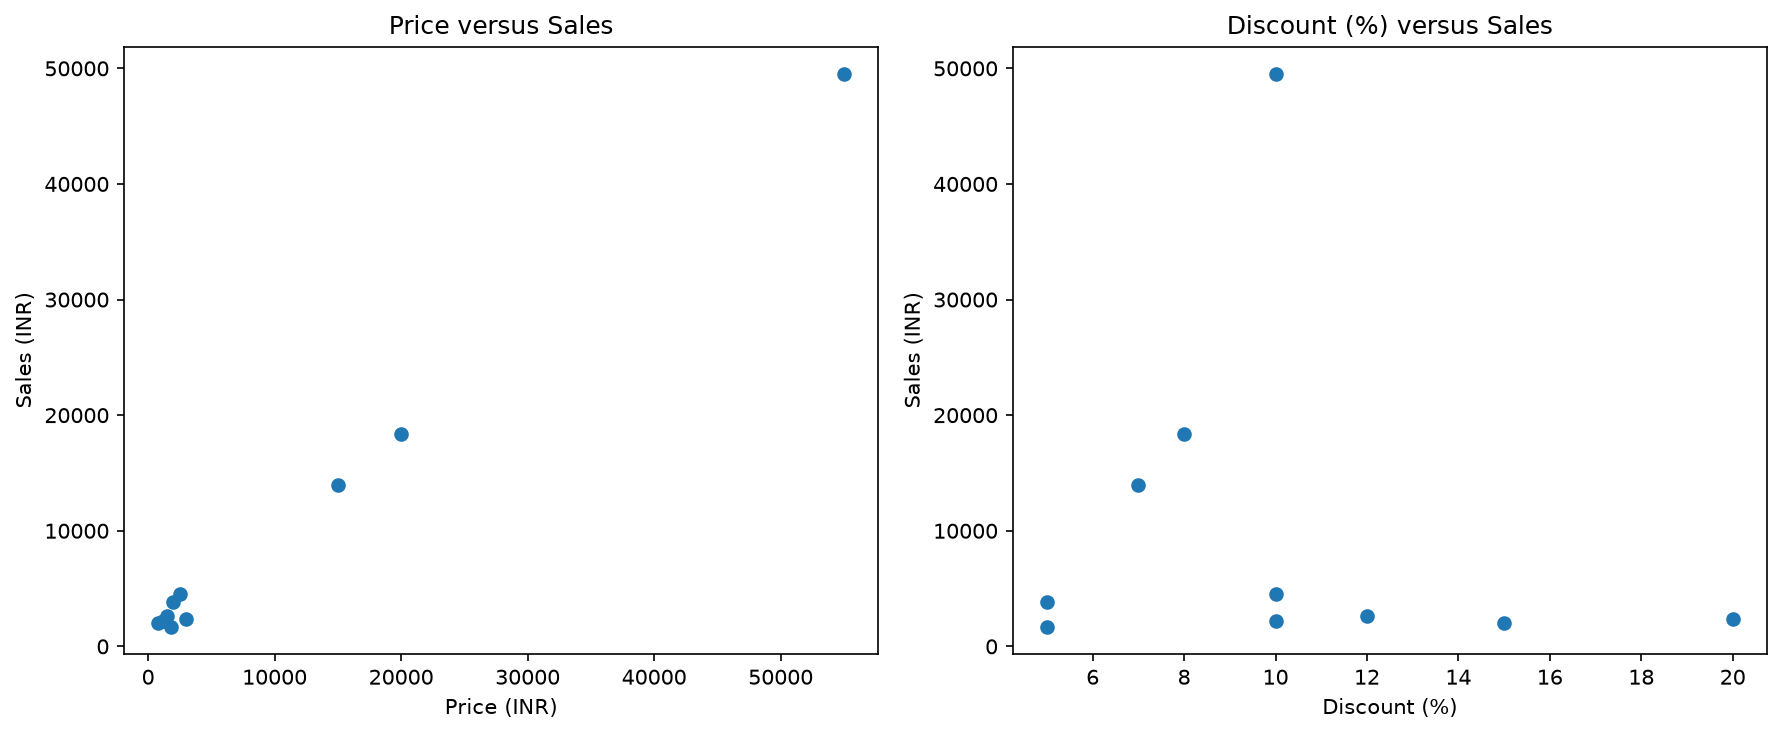 Price versus Sales
50000
40000
30000
20000
10000
0
Sales (INR)
0 10000 20000 30000 40000 50000
Price (INR)
Discount (%) versus Sales
50000
40000
30000
20000
10000
0
Sales (INR)
6 8 10 12 14 16 18 20
Discount (%)